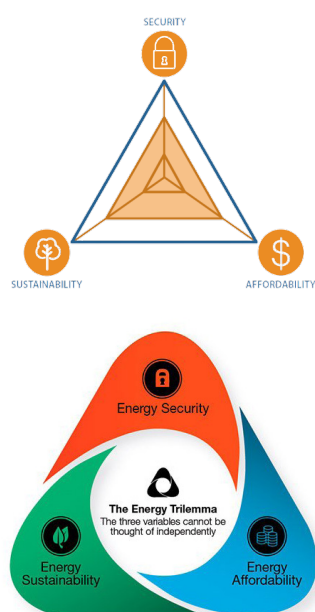 SECURITY
SUSTAINABILITY
$
AFFORDABILITY
Energy Security
The Energy Trilemma
The three variables cannot be
thought of independently
Energy
Sustainability
Energy
Affordability